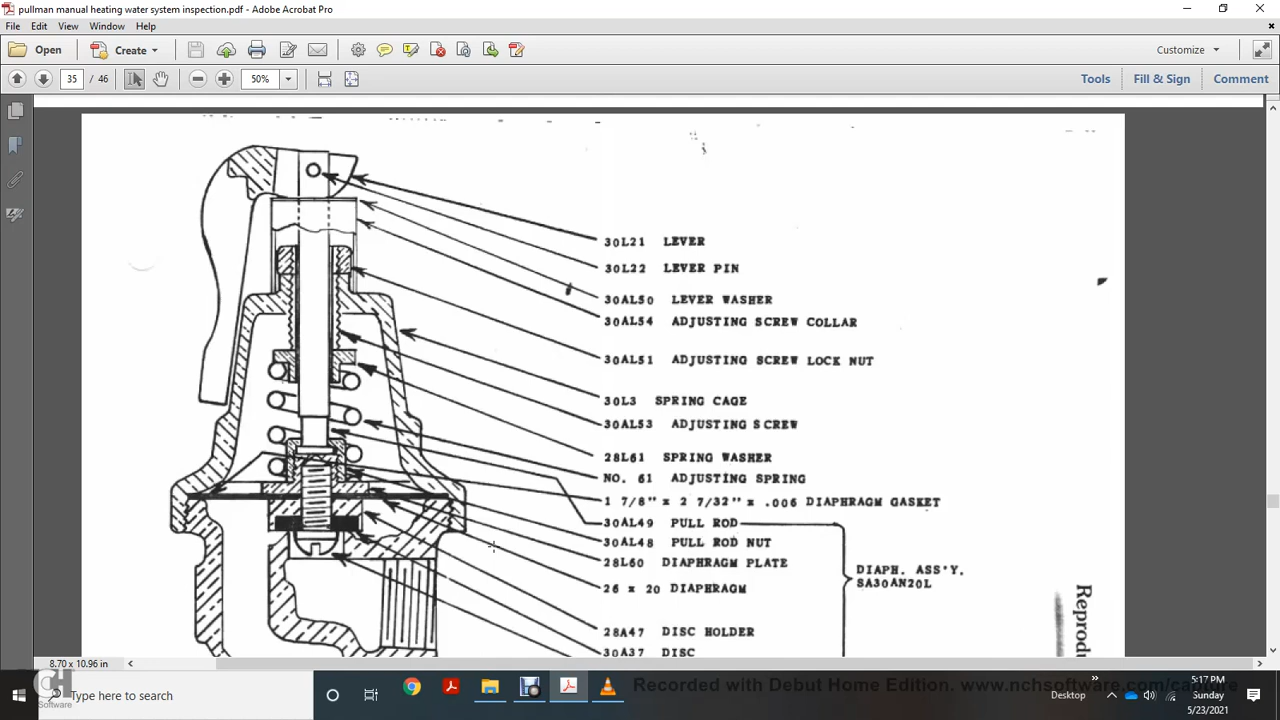 pullman manual heating water system inspection.pdf - Adobe Acrobat Pro
File Edit View Window Help
Open Create Customize
35 / 46 50% Tools Fill & Sign Comment
30L21 LEVER
30L22 LEVER PIN
30AL50 LEVER WASHER
30AL54 ADJUSTING SCREW COLLAR
30AL51 ADJUSTING SCREW LOCK NUT
30L3 SPRING CAGE
30AL53 ADJUSTING SCREW
28L61 SPRING WASHER
NO. 61 ADJUSTING SPRING
1 7/8" x 2 7/32" x .006 DIAPHRAGM GASKET
30AL49 PULL ROD
30AL48 PULL ROD NUT
28L60 DIAPHRAGM PLATE
26 x 20 DIAPHRAGM
28A47 DISC HOLDER
30A37 DISC
DIAPH. ASS'Y.
SA30AN20L
Reprodu
8.70 x 10.96 in
Software
Type here to search
Recorded with Debut Home Edition. www.nchsoftware.com/capture
Desktop
5:17 PM
Sunday
5/23/2021